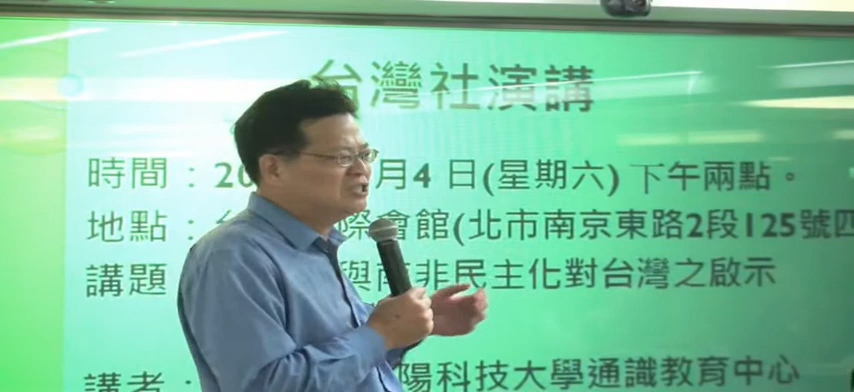 台灣社演講
時間：20 月4 日(星期六) 下午兩點。
地點： 際會館(北市南京東路2段125號四
講題 與南非民主化對台灣之啟示
講者： 陽科技大學通識教育中心